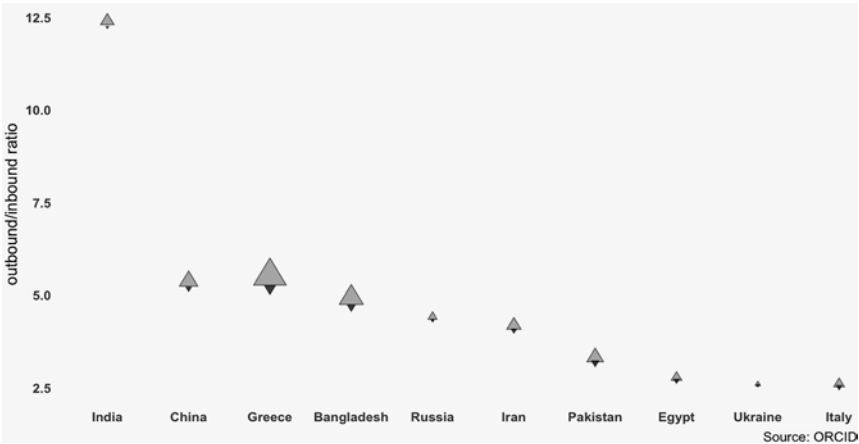 outbound/inbound ratio
12.5
10.0
7.5
5.0
2.5
India China Greece Bangladesh Russia Iran Pakistan Egypt Ukraine Italy
Source: ORCID